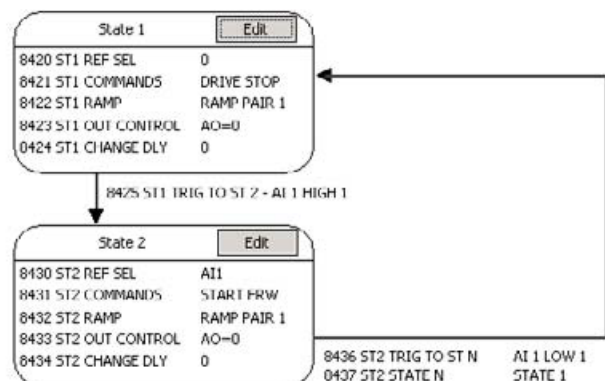 State 1 Edit
8420 ST1 REF SEL 0
8421 ST1 COMMANDS DRIVE STOP
8422 ST1 RAMP RAMP PAIR 1
8423 ST1 OUT CONTROL AO=0
8424 ST1 CHANGE DLY 0
8425 ST1 TRIG TO ST 2 - AI 1 HIGH 1
State 2 Edit
8430 ST2 REF SEL AI1
8431 ST2 COMMANDS START FRW
8432 ST2 RAMP RAMP PAIR 1
8433 ST2 OUT CONTROL AO=0
8434 ST2 CHANGE DLY 0
8436 ST2 TRIG TO ST N AI 1 LOW 1
8437 ST2 STATE N STATE 1